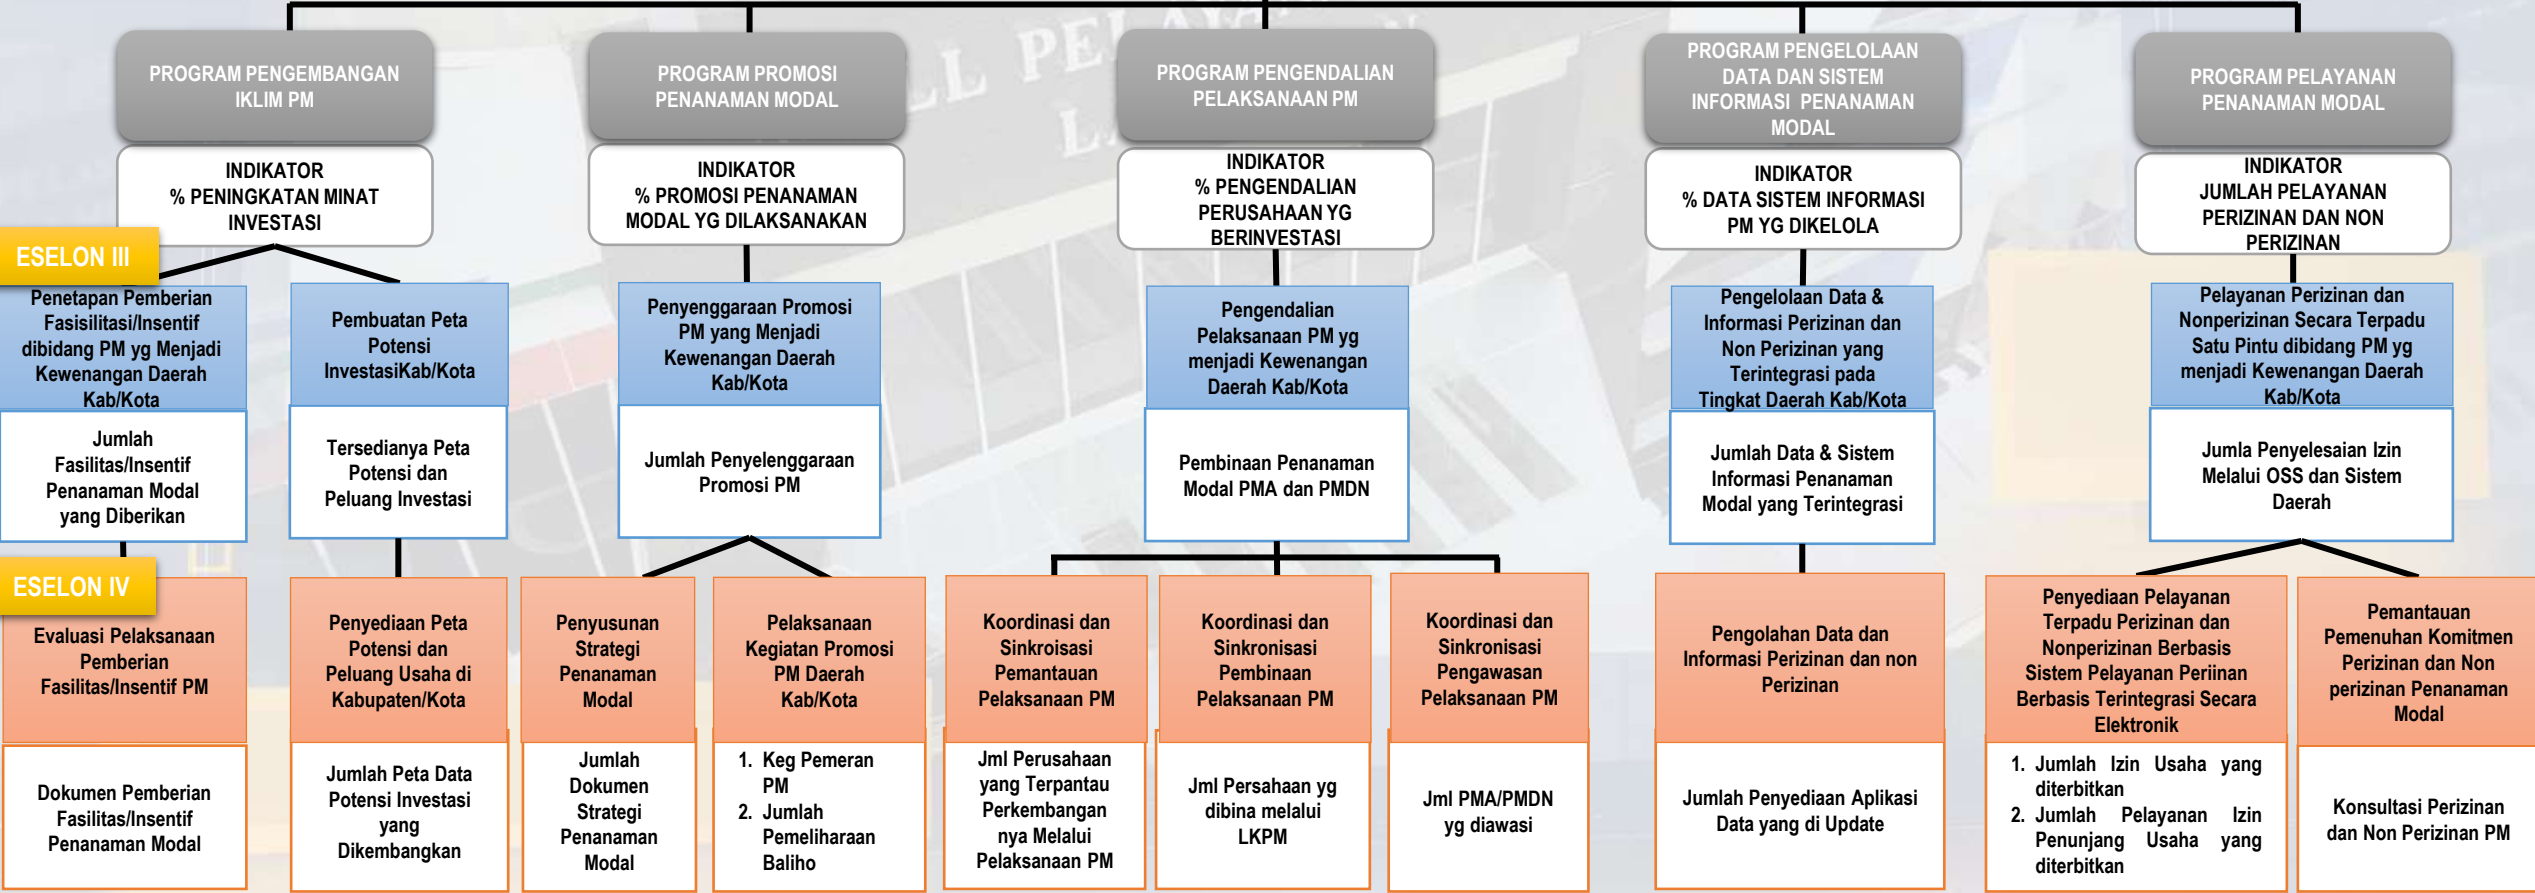 PROGRAM PENGEMBANGAN
IKLIM PM
PROGRAM PROMOSI
PENANAMAN MODAL
PROGRAM PENGENDALIAN
PELAKSANAAN PM
PROGRAM PENGELOLAAN
DATA DAN SISTEM
INFORMASI PENANAMAN
MODAL
PROGRAM PELAYANAN
PENANAMAN MODAL
INDIKATOR
% PENINGKATAN MINAT
INVESTASI
INDIKATOR
% PROMOSI PENANAMAN
MODAL YG DILAKSANAKAN
INDIKATOR
% PENGENDALIAN
PERUSAHAAN YG
BERINVESTASI
INDIKATOR
% DATA SISTEM INFORMASI
PM YG DIKELOLA
INDIKATOR
JUMLAH PELAYANAN
PERIZINAN DAN NON
PERIZINAN
ESELON III
Penetapan Pemberian
Fasisilitasi/Insentif
dibidang PM yg Menjadi
Kewenangan Daerah
Kab/Kota
Pembuatan Peta
Potensi
InvestasiKab/Kota
Penyenggaraan Promosi
PM yang Menjadi
Kewenangan Daerah
Kab/Kota
Pengendalian
Pelaksanaan PM yg
menjadi Kewenangan
Daerah Kab/Kota
Pengelolaan Data &
Informasi Perizinan dan
Non Perizinan yang
Terintegrasi pada
Tingkat Daerah Kab/Kota
Pelayanan Perizinan dan
Nonperizinan Secara Terpadu
Satu Pintu dibidang PM yg
menjadi Kewenangan Daerah
Kab/Kota
Jumlah
Fasilitas/Insentif
Penanaman Modal
yang Diberikan
Tersedianya Peta
Potensi dan
Peluang Investasi
Jumlah Penyelenggaraan
Promosi PM
Pembinaan Penanaman
Modal PMA dan PMDN
Jumlah Data & Sistem
Informasi Penanaman
Modal yang Terintegrasi
Jumla Penyelesaian Izin
Melalui OSS dan Sistem
Daerah
ESELON IV
Evaluasi Pelaksanaan
Pemberian
Fasilitas/Insentif PM
Penyediaan Peta
Potensi dan
Peluang Usaha di
Kabupaten/Kota
Penyusunan
Strategi
Penanaman
Modal
Pelaksanaan
Kegiatan Promosi
PM Daerah
Kab/Kota
Koordinasi dan
Sinkroisasi
Pemantauan
Pelaksanaan PM
Koordinasi dan
Sinkronisasi
Pembinaan
Pelaksanaan PM
Koordinasi dan
Sinkronisasi
Pengawasan
Pelaksanaan PM
Pengolahan Data dan
Informasi Perizinan dan non
Perizinan
Penyediaan Pelayanan
Terpadu Perizinan dan
Nonperizinan Berbasis
Sistem Pelayanan Periinan
Berbasis Terintegrasi Secara
Elektronik
Pemantauan
Pemenuhan Komitmen
Perizinan dan Non
perizinan Penanaman
Modal
Dokumen Pemberian
Fasilitas/Insentif
Penanaman Modal
Jumlah Peta Data
Potensi Investasi
yang
Dikembangkan
Jumlah
Dokumen
Strategi
Penanaman
Modal
1. Keg Pemeran
PM
2. Jumlah
Pemeliharaan
Baliho
Jml Perusahaan
yang Terpantau
Perkembangan
nya Melalui
Pelaksanaan PM
Jml Persahaan yg
dibina melalui
LKPM
Jml PMA/PMDN
yg diawasi
Jumlah Penyediaan Aplikasi
Data yang di Update
1. Jumlah Izin Usaha yang
diterbitkan
2. Jumlah Pelayanan Izin
Penunjang Usaha yang
diterbitkan
Konsultasi Perizinan
dan Non Perizinan PM